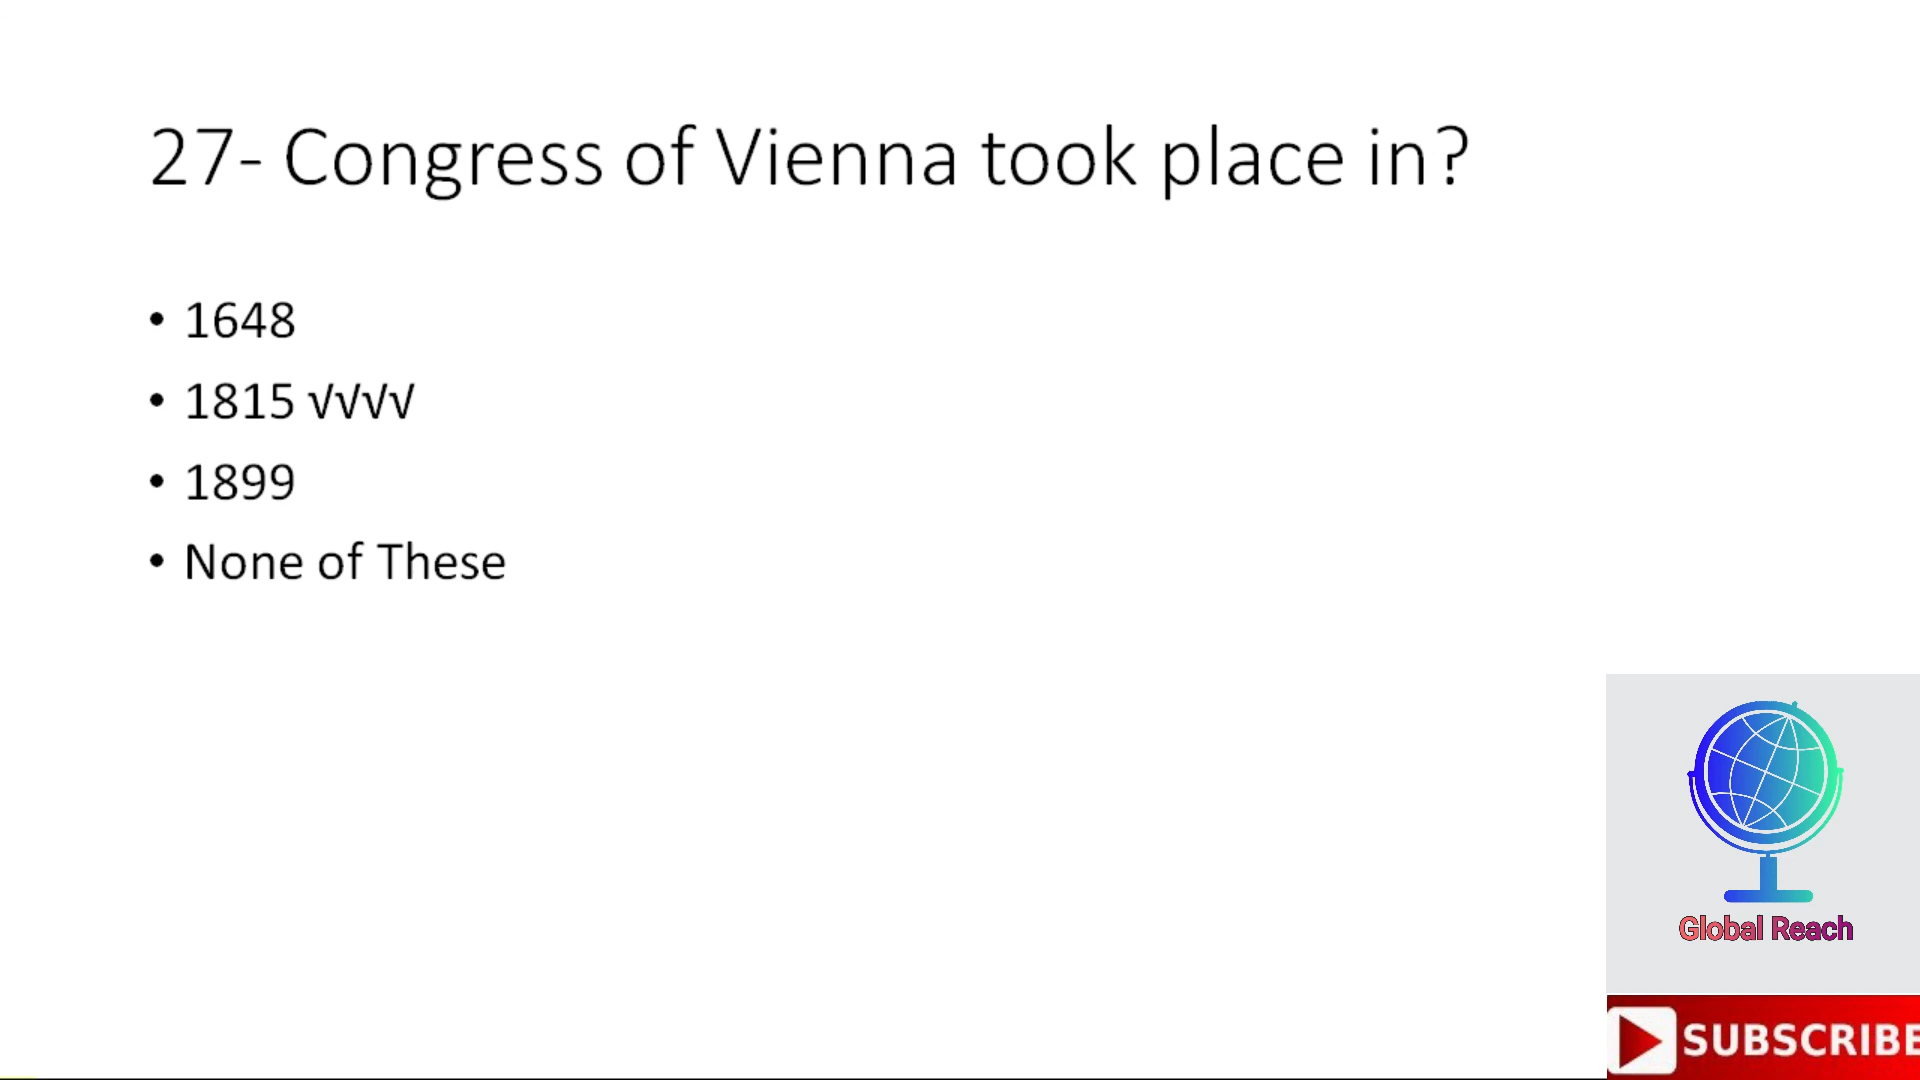 27- Congress of Vienna took place in?
• 1648
• 1815 √√√√
• 1899
• None of These
Global Reach
SUBSCRIBE